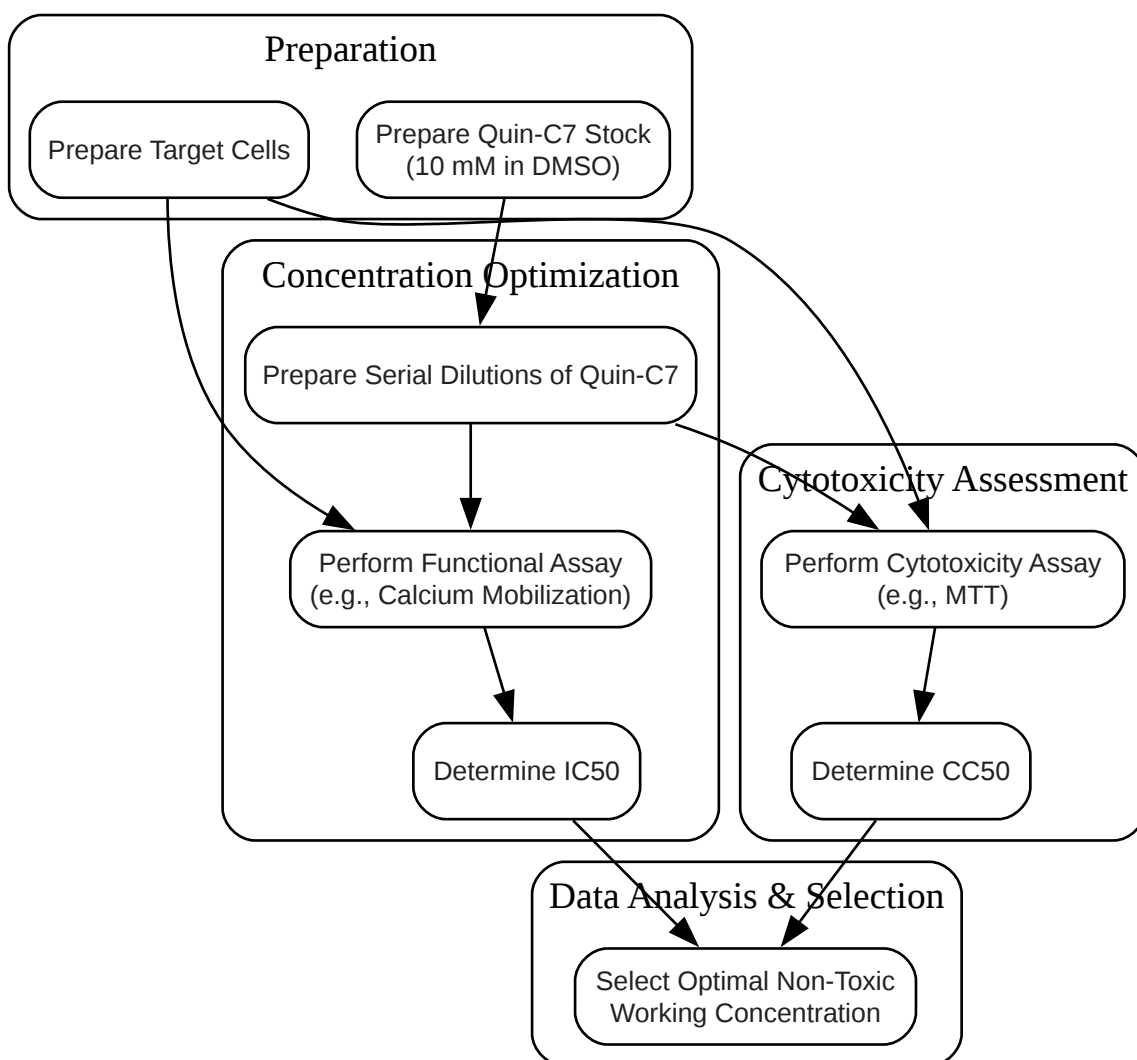 Preparation
Prepare Target Cells
Prepare Quin-C7 Stock
(10 mM in DMSO)
Concentration Optimization
Prepare Serial Dilutions of Quin-C7
Perform Functional Assay
(e.g., Calcium Mobilization)
Determine IC50
Cytotoxicity Assessment
Perform Cytotoxicity Assay
(e.g., MTT)
Determine CC50
Data Analysis & Selection
Select Optimal Non-Toxic
Working Concentration